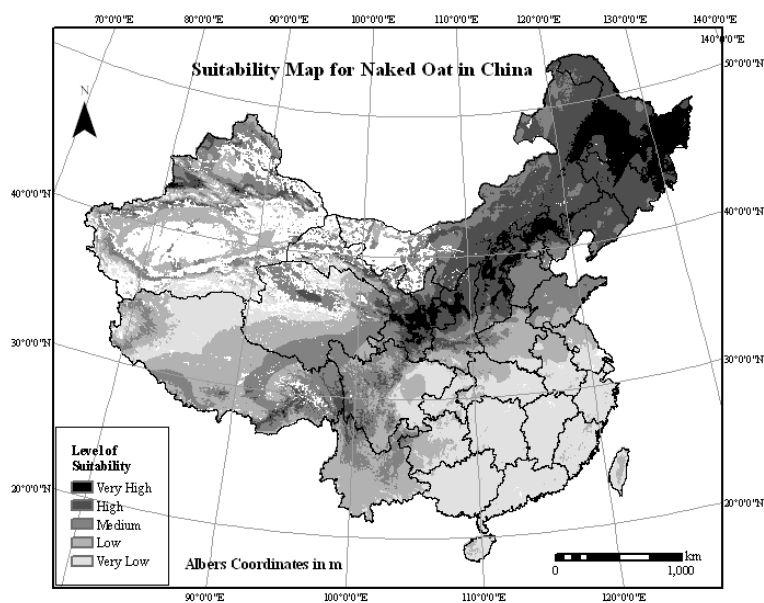 70°0'0"E
80°0'0"E
90°0'0"E
100°0'0"E
110°0'0"E
120°0'0"E
130°0'0"E
140°0'0"E
140°0'0"E
50°0'0"N
Suitability Map for Naked Oat in China
N
40°0'0"N
40°0'0"N
30°0'0"N
30°0'0"N
Level of
Suitability
Very High
High
Medium
Low
Very Low
20°0'0"N
20°0'0"N
Albers Coordinates in m
km
0
1,000
90°0'0"E
100°0'0"E
110°0'0"E
120°0'0"E